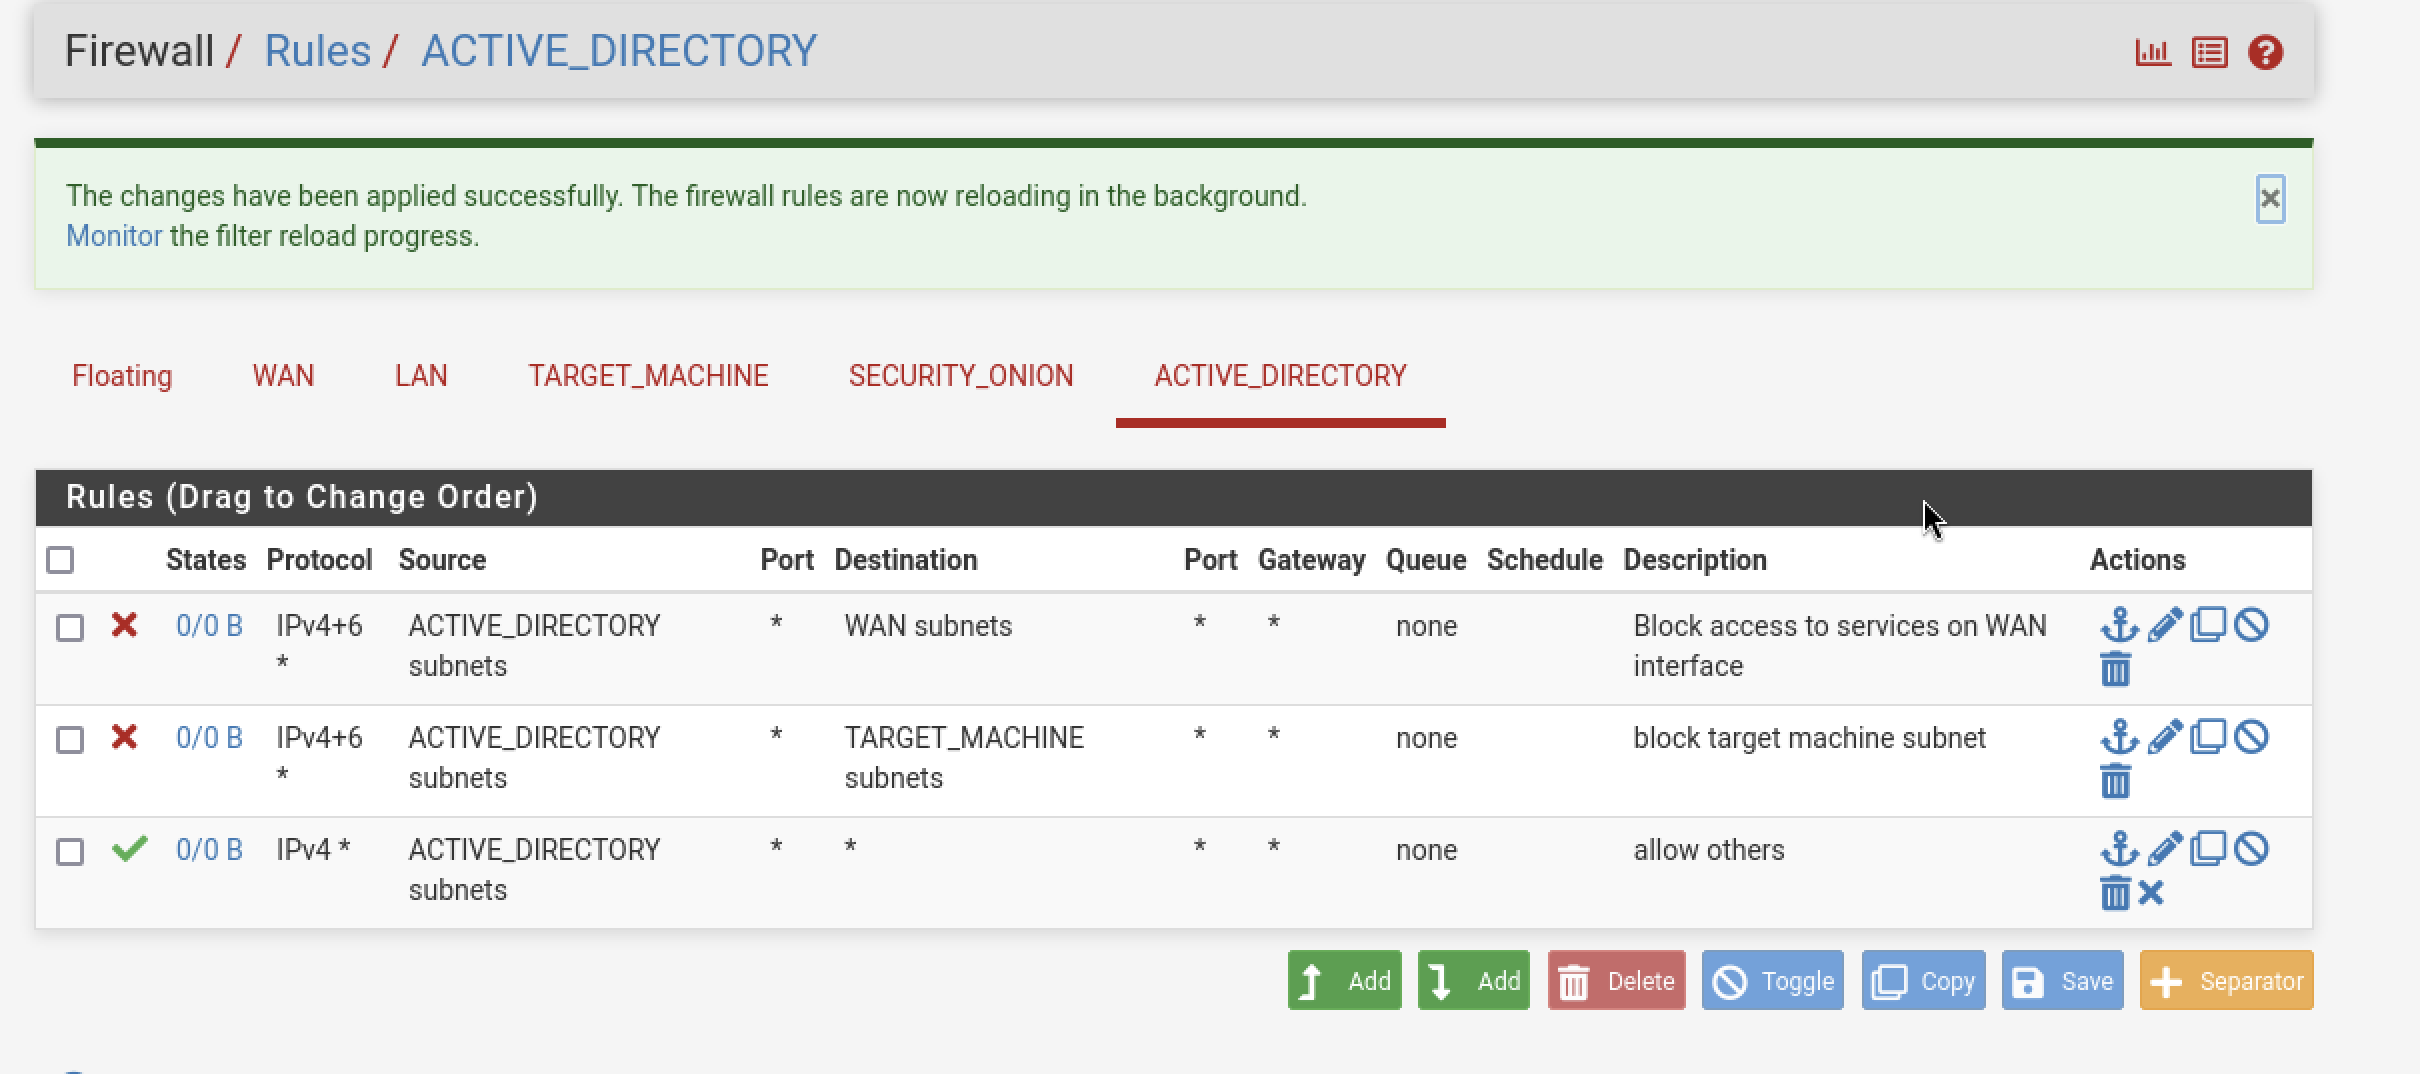 Firewall / Rules / ACTIVE_DIRECTORY
The changes have been applied successfully. The firewall rules are now reloading in the background.
Monitor the filter reload progress.
Floating WAN LAN TARGET_MACHINE SECURITY_ONION ACTIVE_DIRECTORY
Rules (Drag to Change Order)
States Protocol Source Port Destination Port Gateway Queue Schedule Description Actions
0/0 B IPv4+6 ACTIVE_DIRECTORY * WAN subnets * * none Block access to services on WAN
* subnets interface
0/0 B IPv4+6 ACTIVE_DIRECTORY * TARGET_MACHINE * * none block target machine subnet
* subnets subnets
0/0 B IPv4 * ACTIVE_DIRECTORY * * * * none allow others
subnets
Add Add Delete Toggle Copy Save Separator